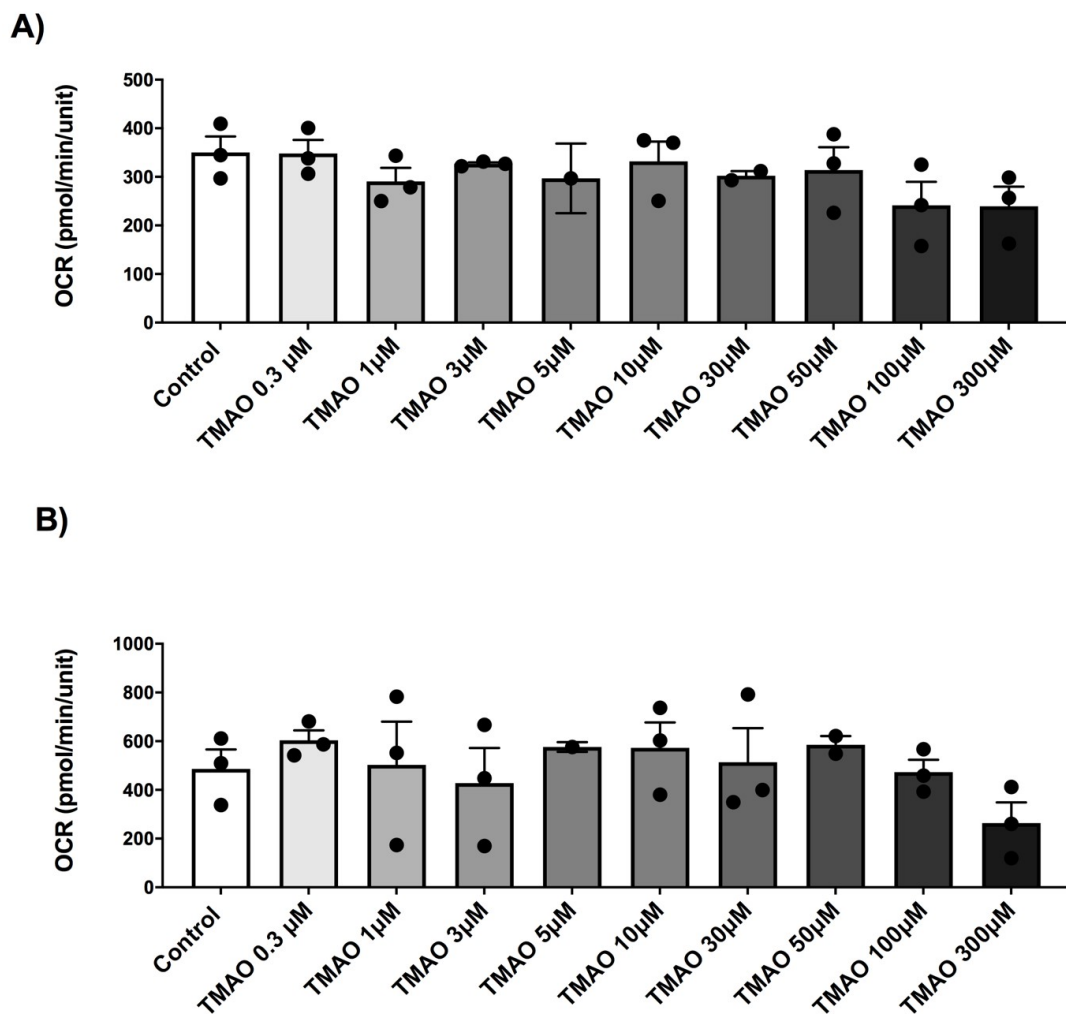 A)
OCR (pmol/min/unit)
500
400
300
200
100
0
Control
TMAO 0.3 µM
TMAO 1µM
TMAO 3µM
TMAO 5µM
TMAO 10µM
TMAO 30µM
TMAO 50µM
TMAO 100µM
TMAO 300µM
B)
OCR (pmol/min/unit)
1000
800
600
400
200
0
Control
TMAO 0.3 µM
TMAO 1µM
TMAO 3µM
TMAO 5µM
TMAO 10µM
TMAO 30µM
TMAO 50µM
TMAO 100µM
TMAO 300µM